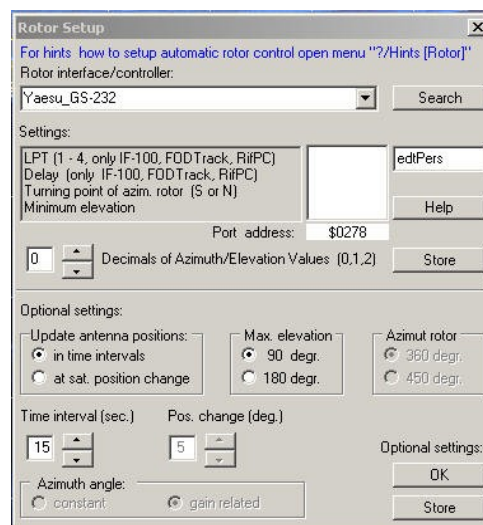 Rotor Setup
For hints how to setup automatic rotor control open menu "?/Hints [Rotor]"
Rotor interface/controller:
Yaesu_GS-232
Search
Settings:
LPT (1 - 4, only IF-100, FODTrack, RifPC)
Delay (only IF-100, FODTrack, RifPC)
Turning point of azim. rotor (S or N)
Minimum elevation
edtPers
Help
Port address: $0278
0 Decimals of Azimuth/Elevation Values (0,1,2)
Store
Optional settings:
Update antenna positions:
in time intervals
at sat. position change
Max. elevation
90 degr.
180 degr.
Azimut rotor
360 degr.
450 degr.
Time interval (sec.)
15
Pos. change (deg.)
5
Optional settings:
OK
Azimuth angle:
constant
gain related
Store